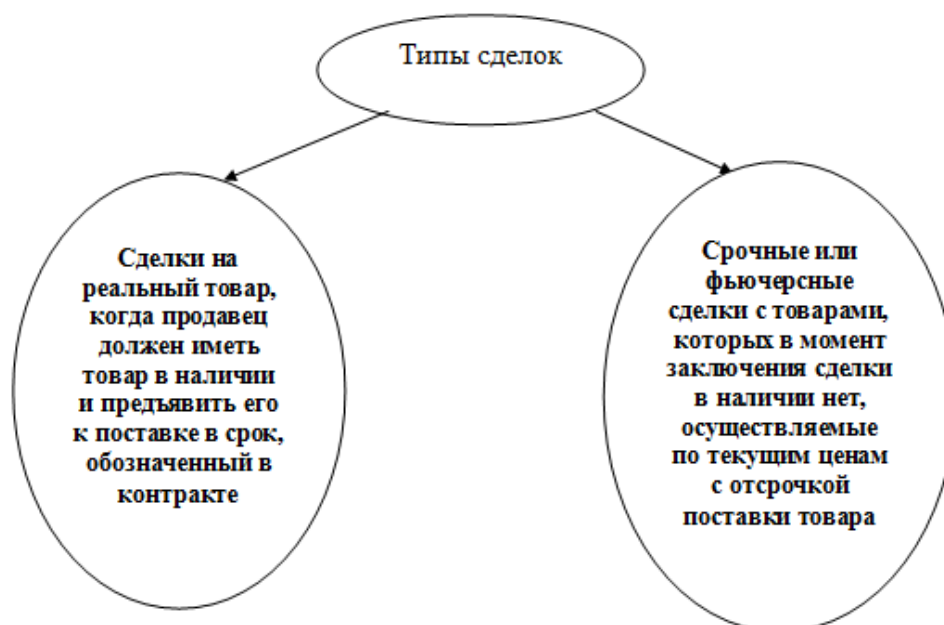 Типы сделок
Сделки на
реальный товар,
когда продавец
должен иметь
товар в наличии
и предъявить его
к поставке в срок,
обозначенный в
контракте
Срочные или
фьючерсные
сделки с товарами,
которых в момент
заключения сделки
в наличии нет,
осуществляемые
по текущим ценам
с отсрочкой
поставки товара